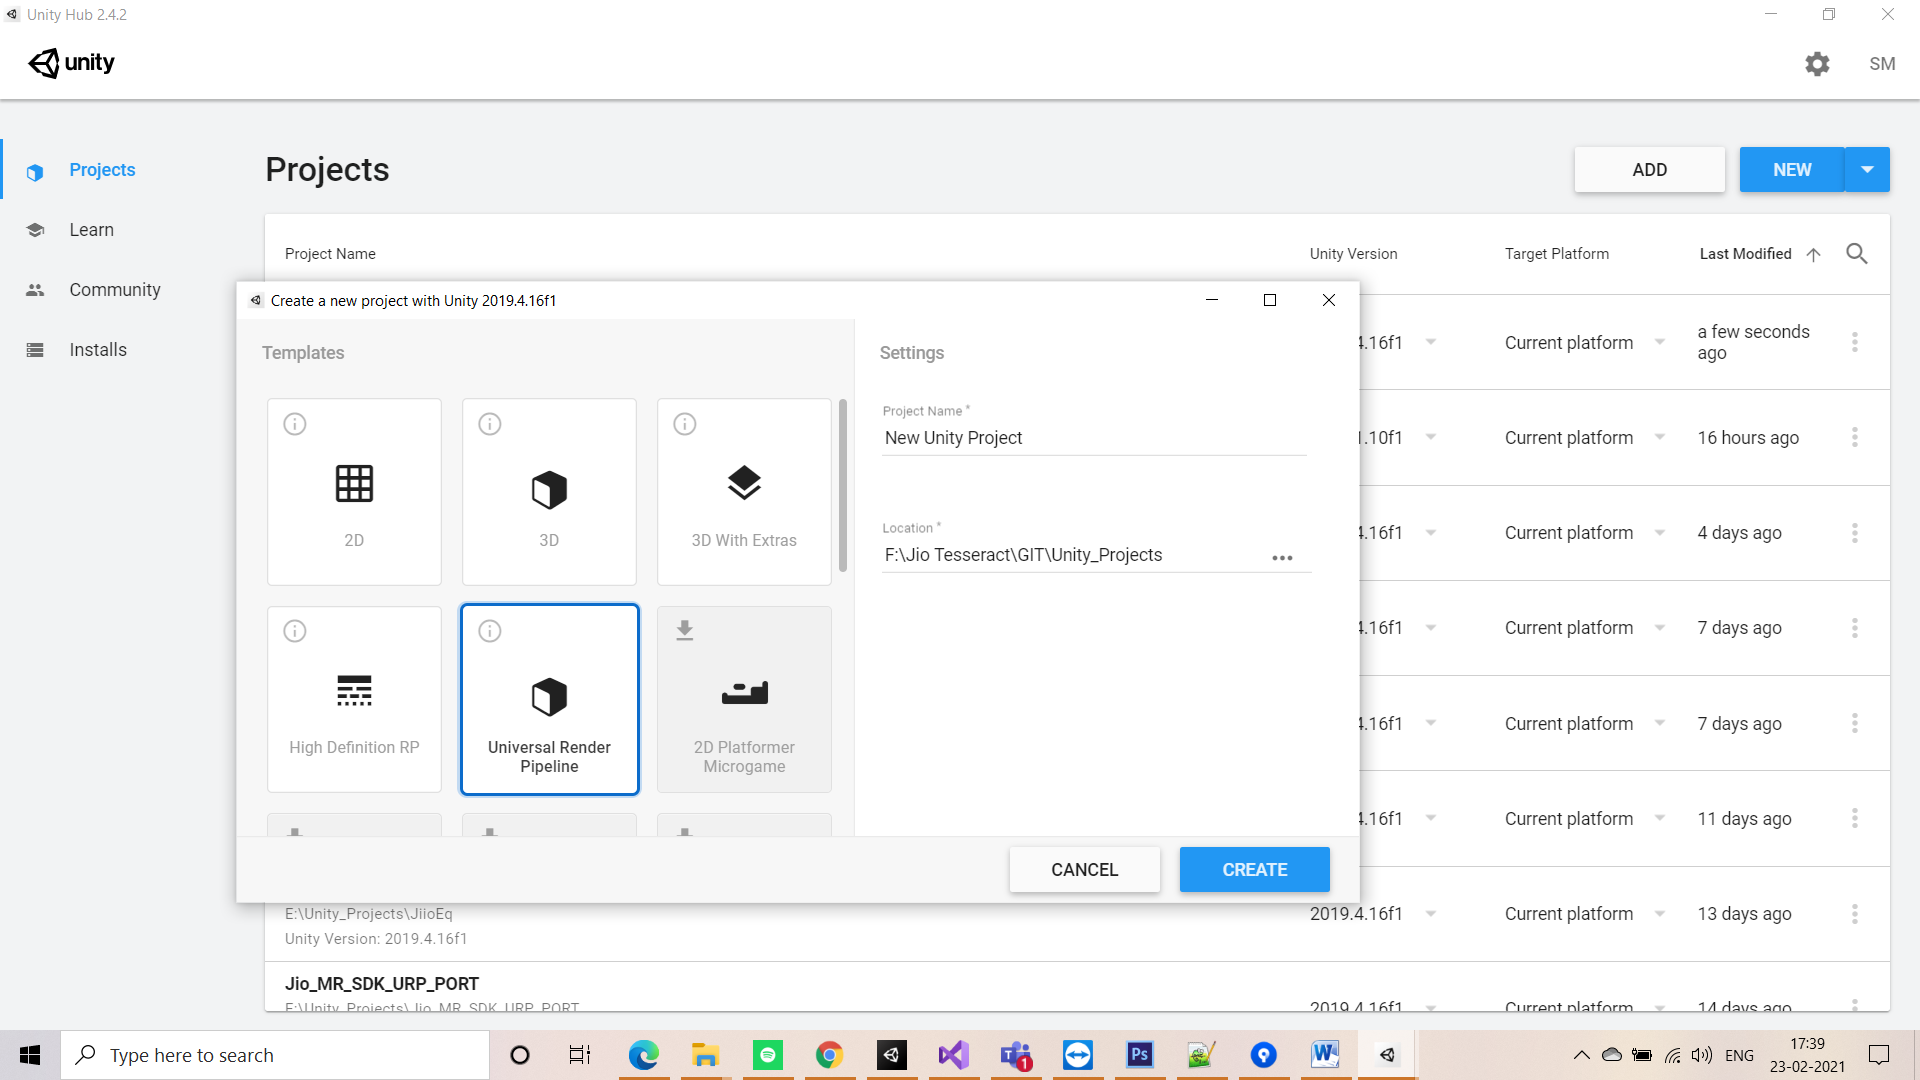 Unity Hub 2.4.2
unity
SM
Projects
Learn
Community
Installs
Projects
ADD
NEW
Project Name
Unity Version
Target Platform
Last Modified
Create a new project with Unity 2019.4.16f1
Templates
2D
3D
3D With Extras
High Definition RP
Universal Render
Pipeline
2D Platformer
Microgame
Settings
Project Name *
New Unity Project
Location *
F:\Jio Tesseract\GIT\Unity_Projects
•••
CANCEL
CREATE
4.16f1
Current platform
a few seconds
ago
1.10f1
Current platform
16 hours ago
4.16f1
Current platform
4 days ago
4.16f1
Current platform
7 days ago
4.16f1
Current platform
7 days ago
4.16f1
Current platform
11 days ago
E:\Unity_Projects\JiioEq
Unity Version: 2019.4.16f1
2019.4.16f1
Current platform
13 days ago
Jio_MR_SDK_URP_PORT
E:\Unity_Projects\Jio_MR_SDK_URP_PORT
2019.4.16f1
Current platform
14 days ago
Type here to search
1
Ps
W
ENG
17:39
23-02-2021